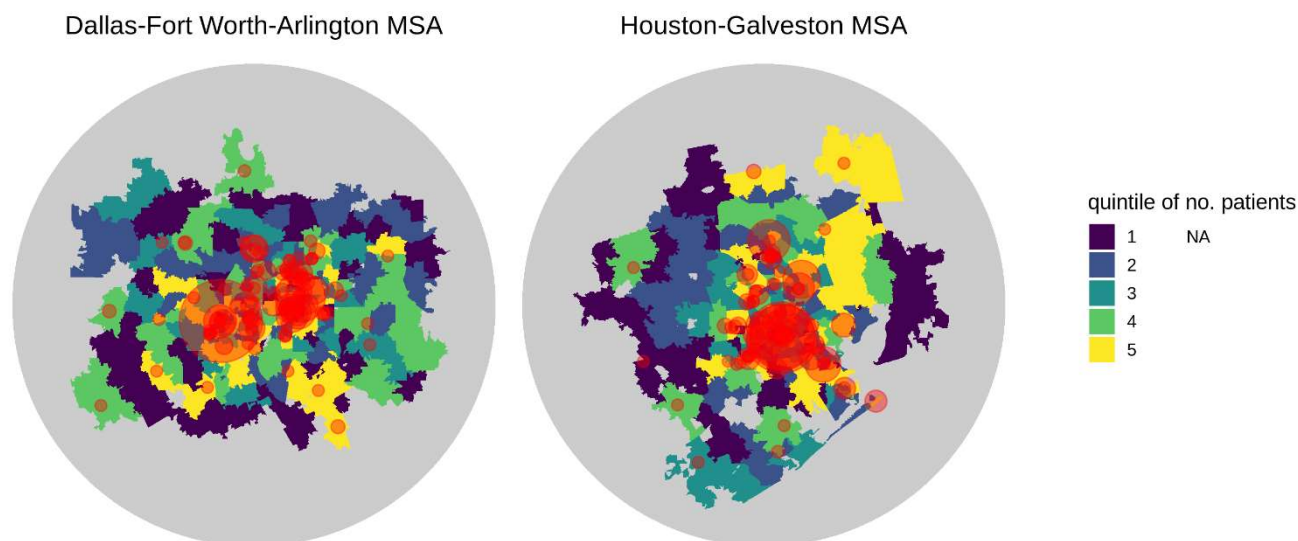 Dallas-Fort Worth-Arlington MSA
Houston-Galveston MSA
quintile of no. patients
1 NA
2
3
4
5